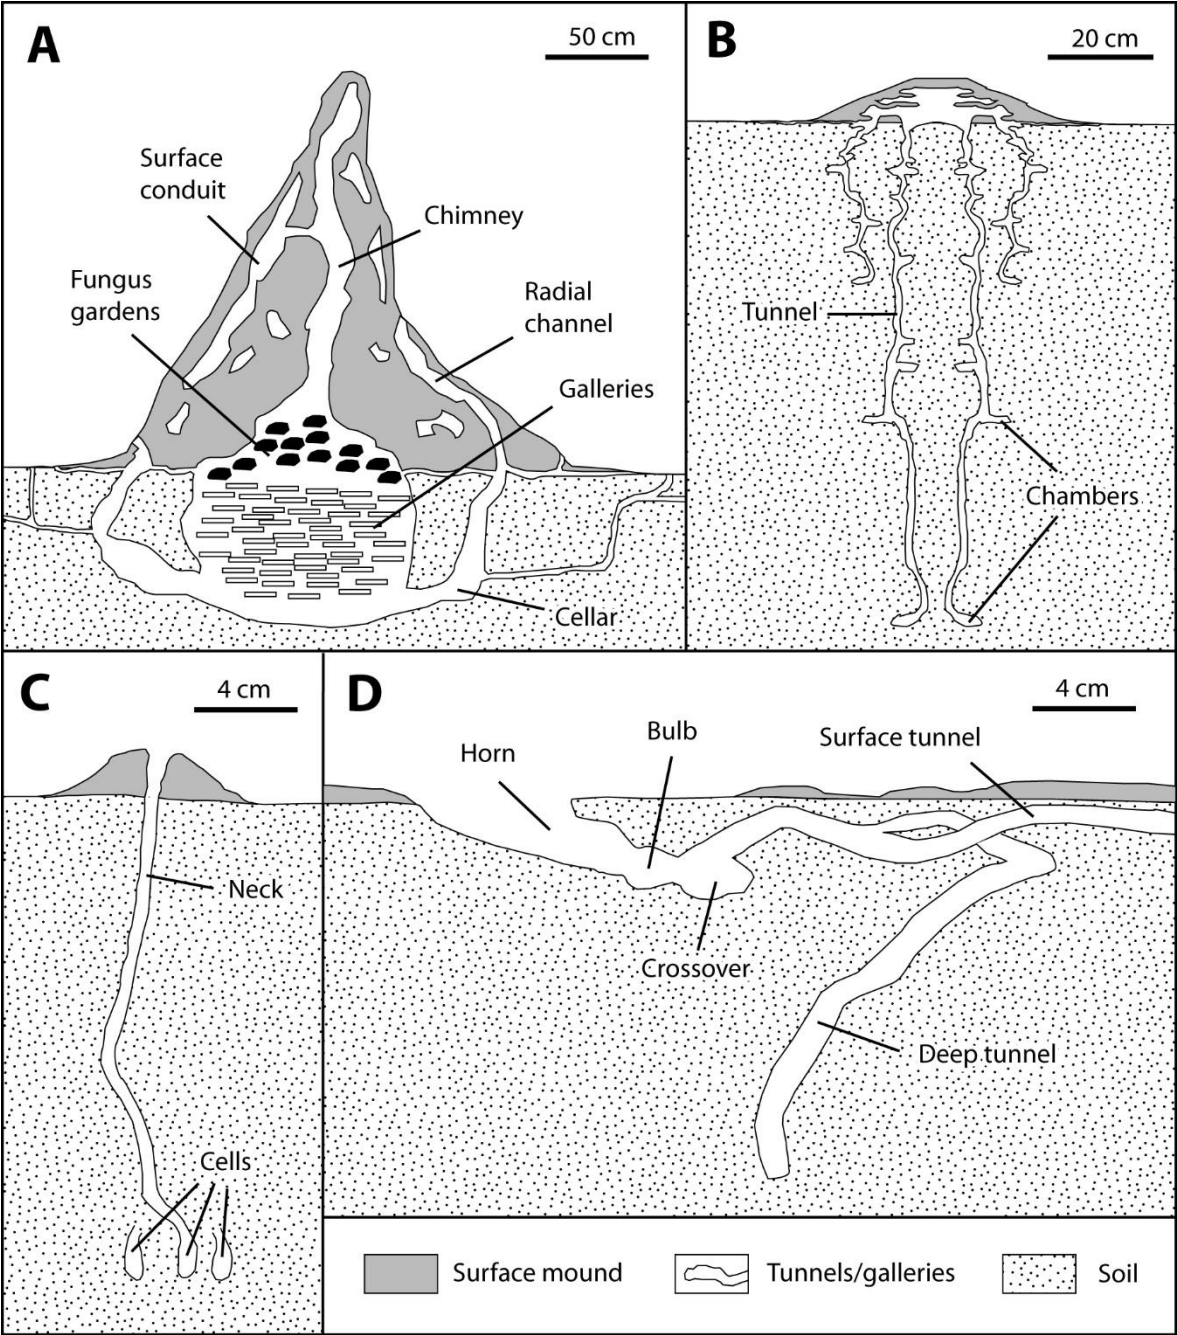 A
50 cm
Surface
conduit
Chimney
Fungus
gardens
Radial
channel
Galleries
Cellar
B
20 cm
Tunnel
Chambers
C
4 cm
Neck
Cells
D
4 cm
Horn
Bulb
Surface tunnel
Crossover
Deep tunnel
Surface mound
Tunnels/galleries
Soil